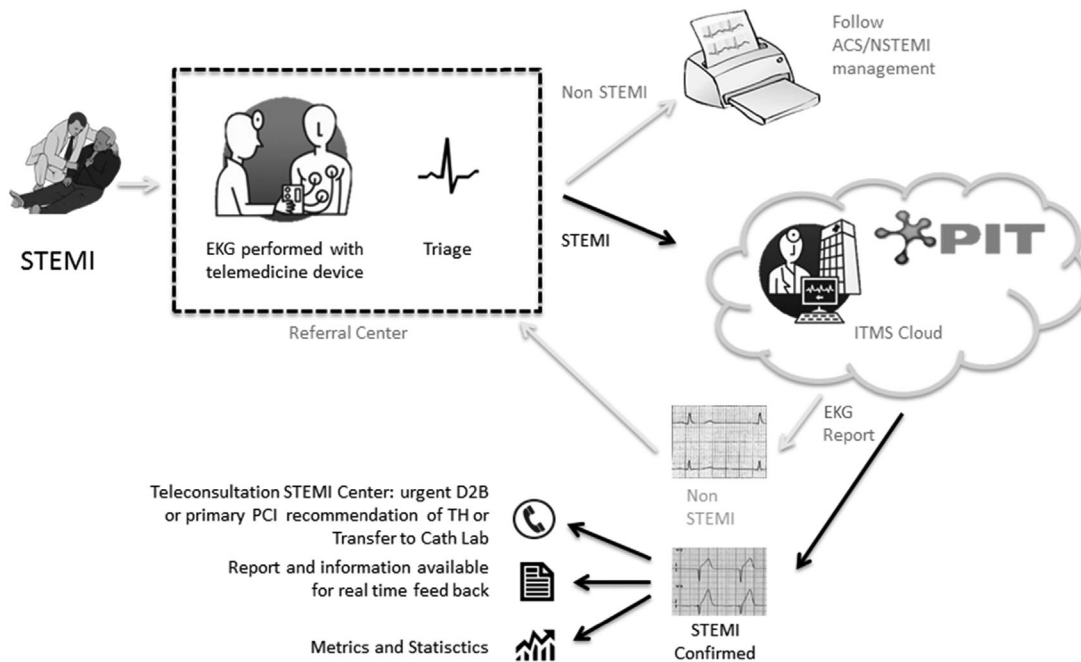 Follow
ACS/NSTEMI
management
Non STEMI
STEMI
EKG performed with
telemedicine device
Triage
Referral Center
STEMI
PIT
ITMS Cloud
EKG
Report
Non
STEMI
Teleconsultation STEMI Center: urgent D2B
or primary PCI recommendation of TH or
Transfer to Cath Lab
Report and information available
for real time feed back
Metrics and Statisctics
STEMI
Confirmed